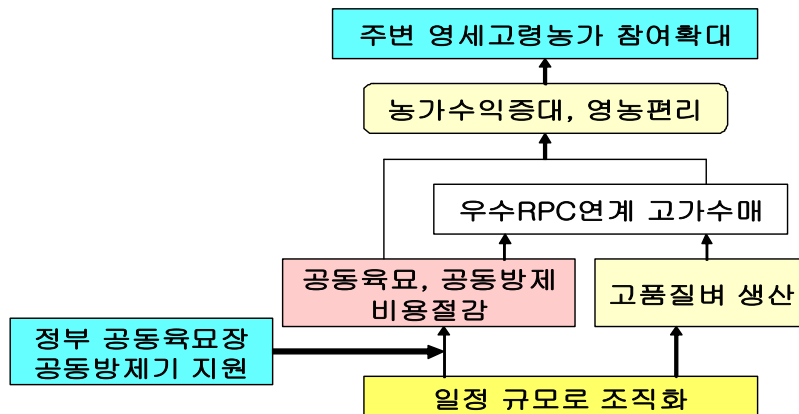 주변 영세고령농가 참여확대
농가수익증대, 영농편리
우수RPC연계 고가수매
공동육묘, 공동방제
비용절감
고품질벼 생산
정부 공동육묘장
공동방제기 지원
일정 규모로 조직화